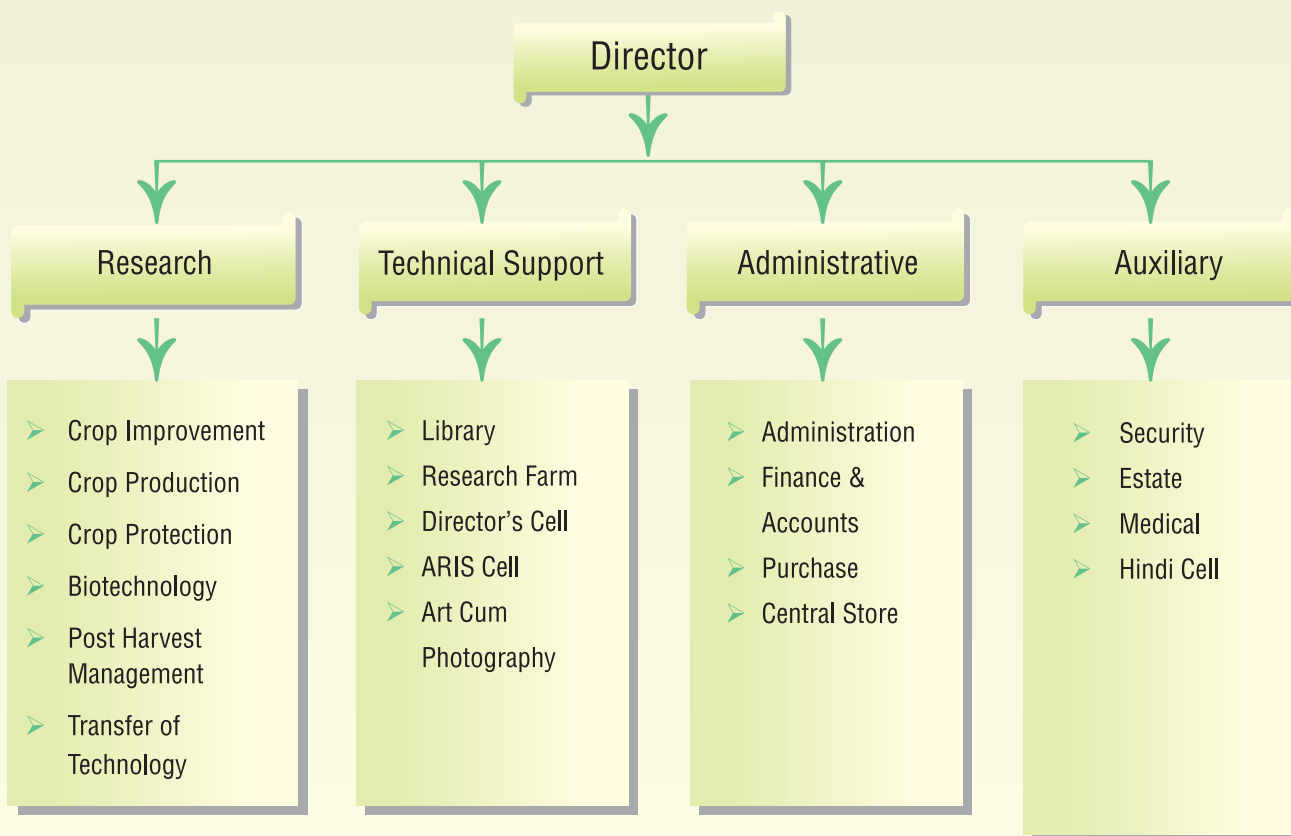 Director
Research
Technical Support
Administrative
Auxiliary
Crop Improvement
Crop Production
Crop Protection
Biotechnology
Post Harvest
Management
Transfer of
Technology
Library
Research Farm
Director's Cell
ARIS Cell
Art Cum
Photography
Administration
Finance &
Accounts
Purchase
Central Store
Security
Estate
Medical
Hindi Cell